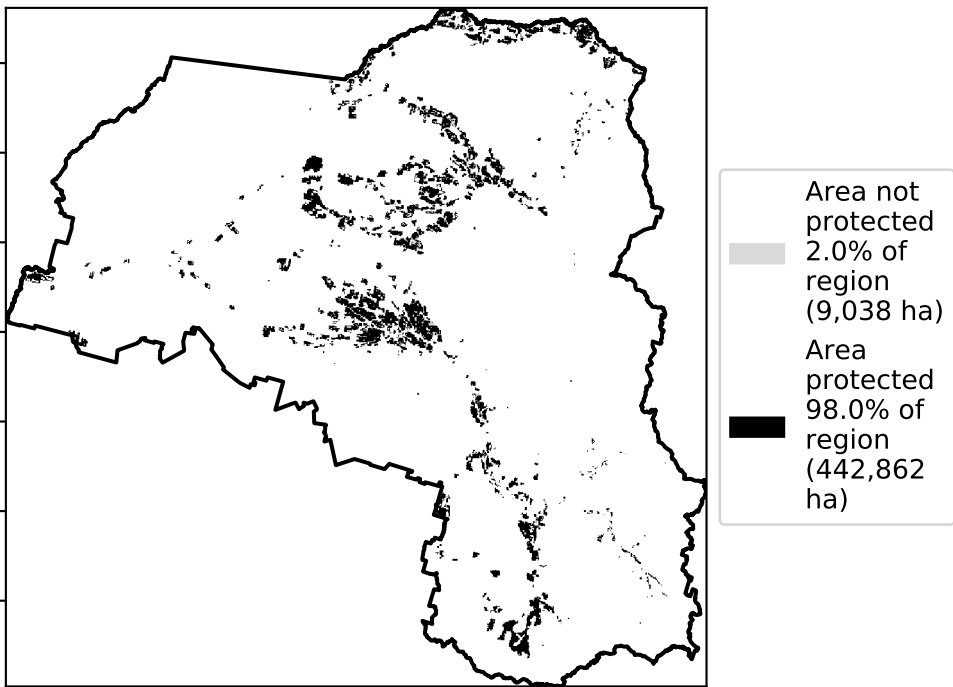 Area not
protected
2.0% of
region
(9,038 ha)
Area
protected
98.0% of
region
(442,862
ha)